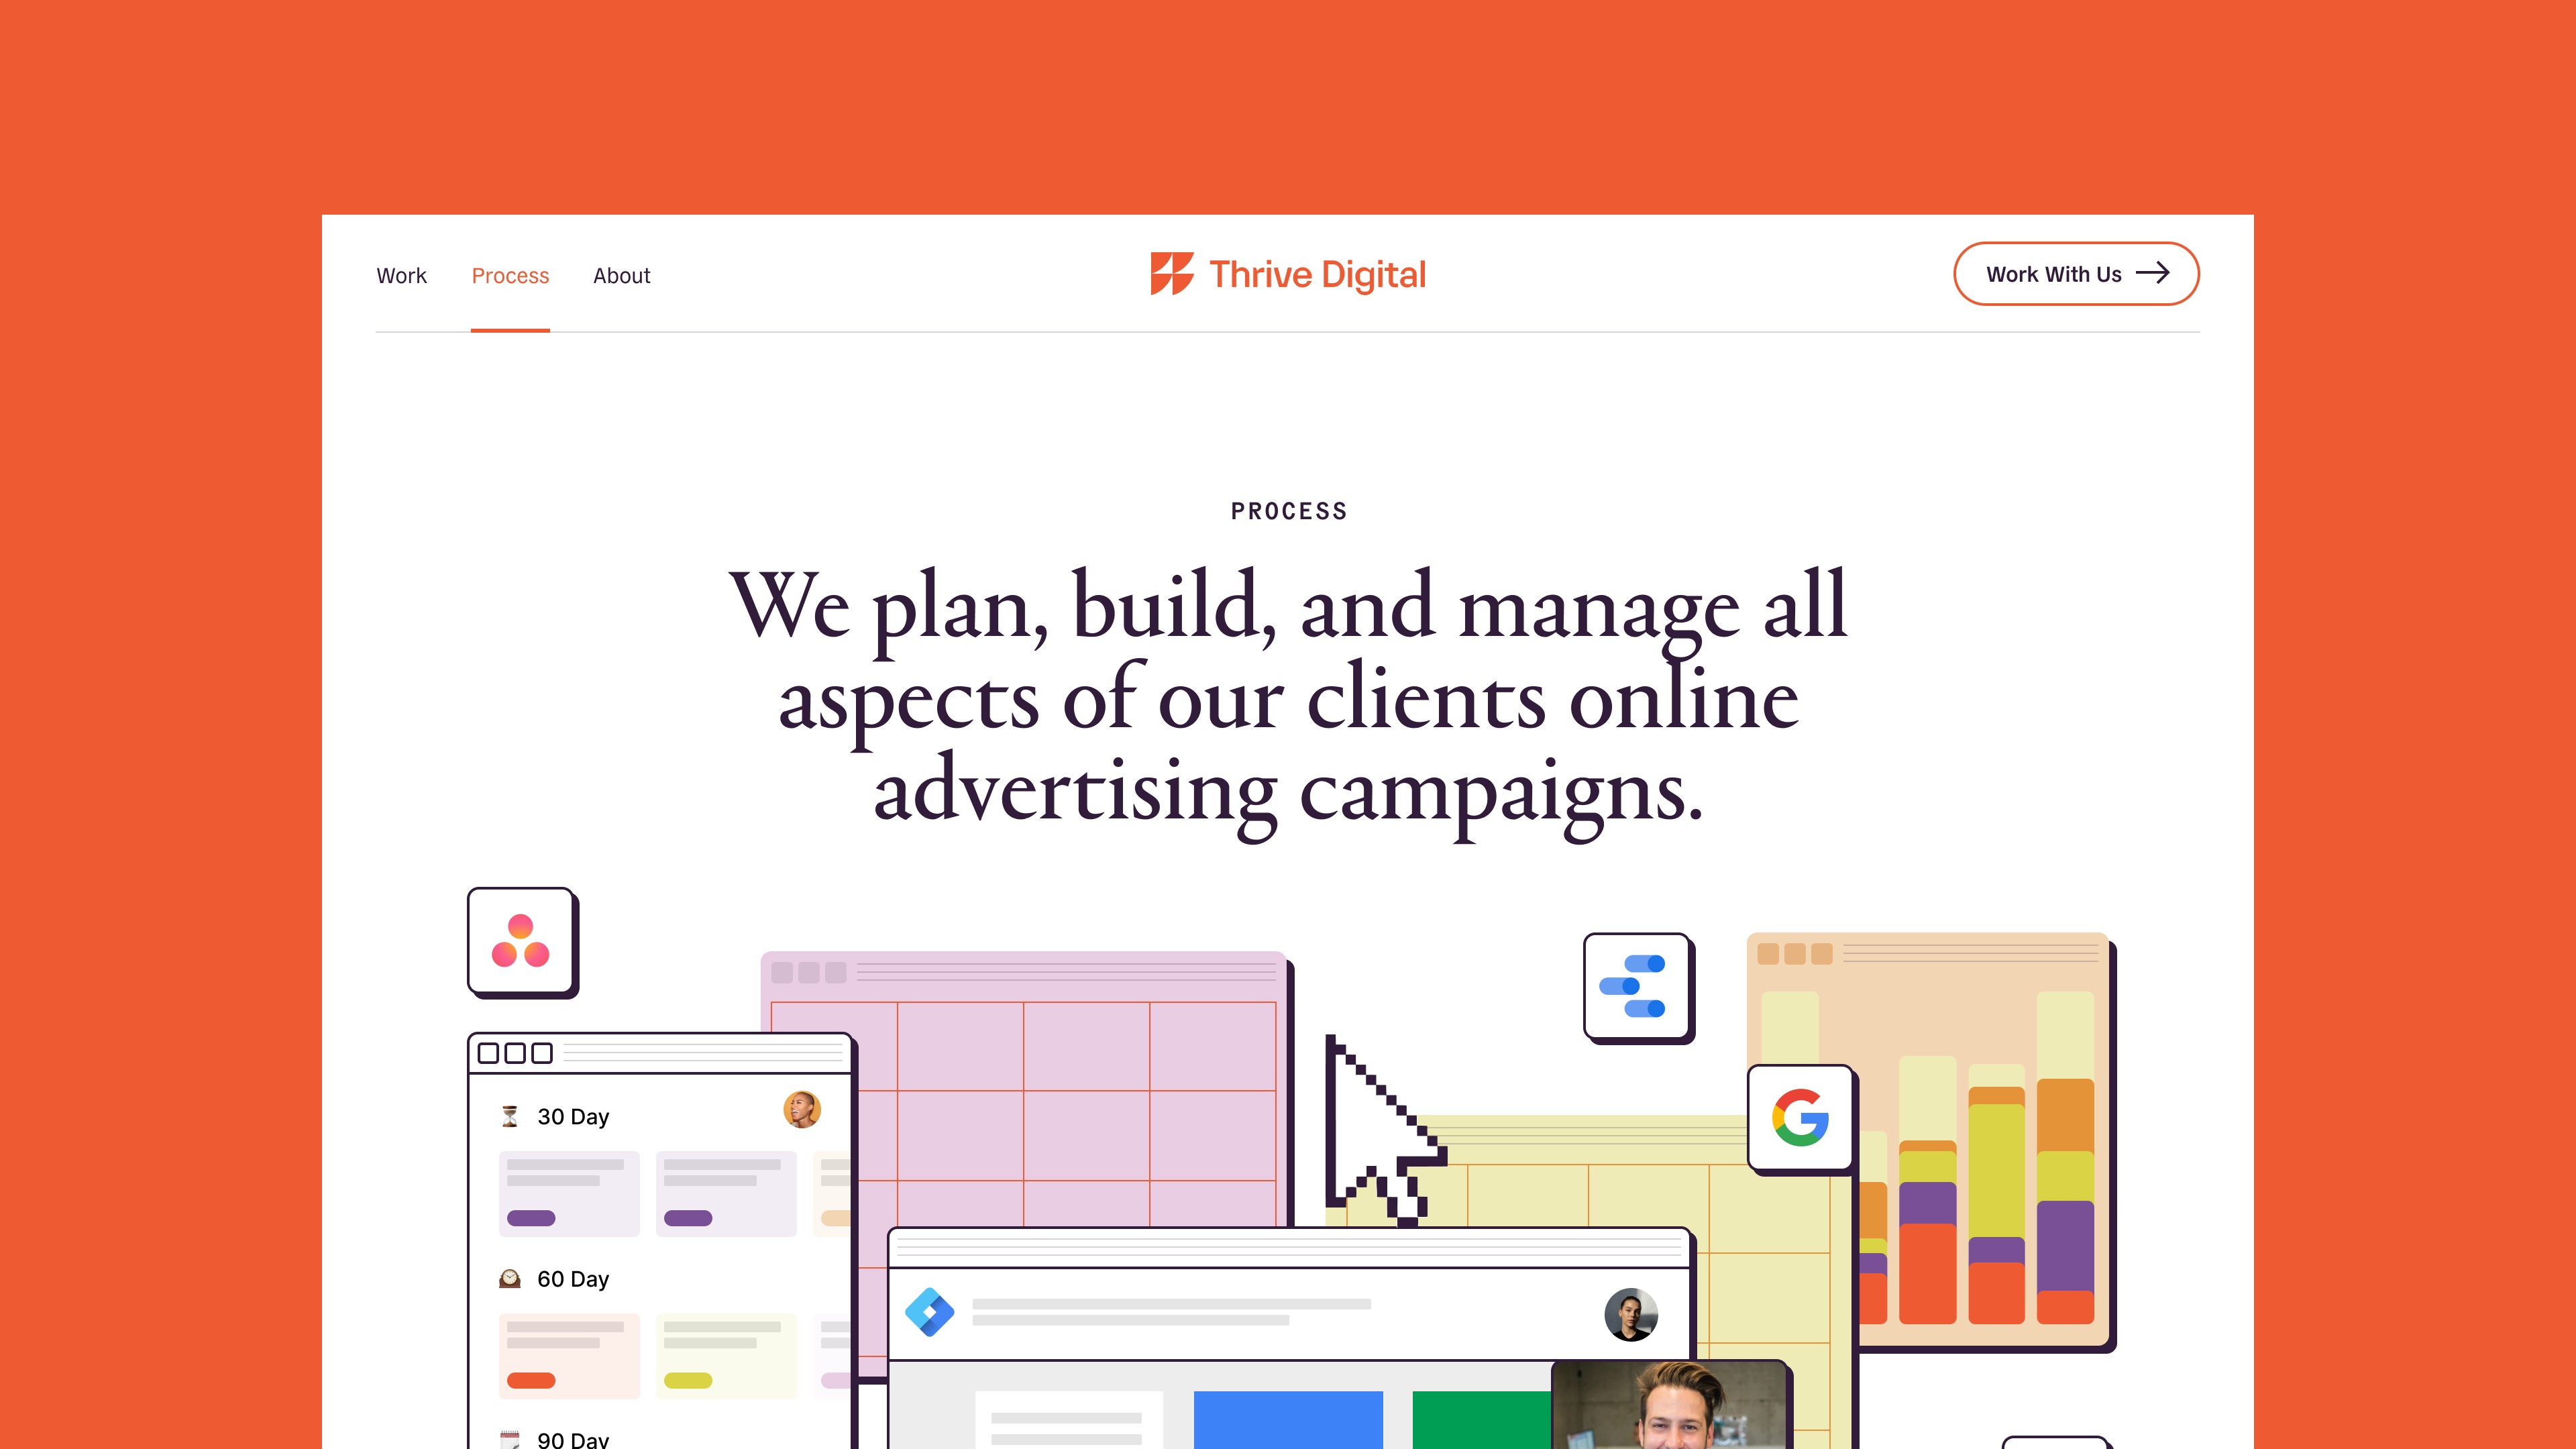 Work
Process
About
Thrive Digital
Work With Us
PROCESS
We plan, build, and manage all
aspects of our clients online
advertising campaigns.
30 Day
60 Day
90 Day